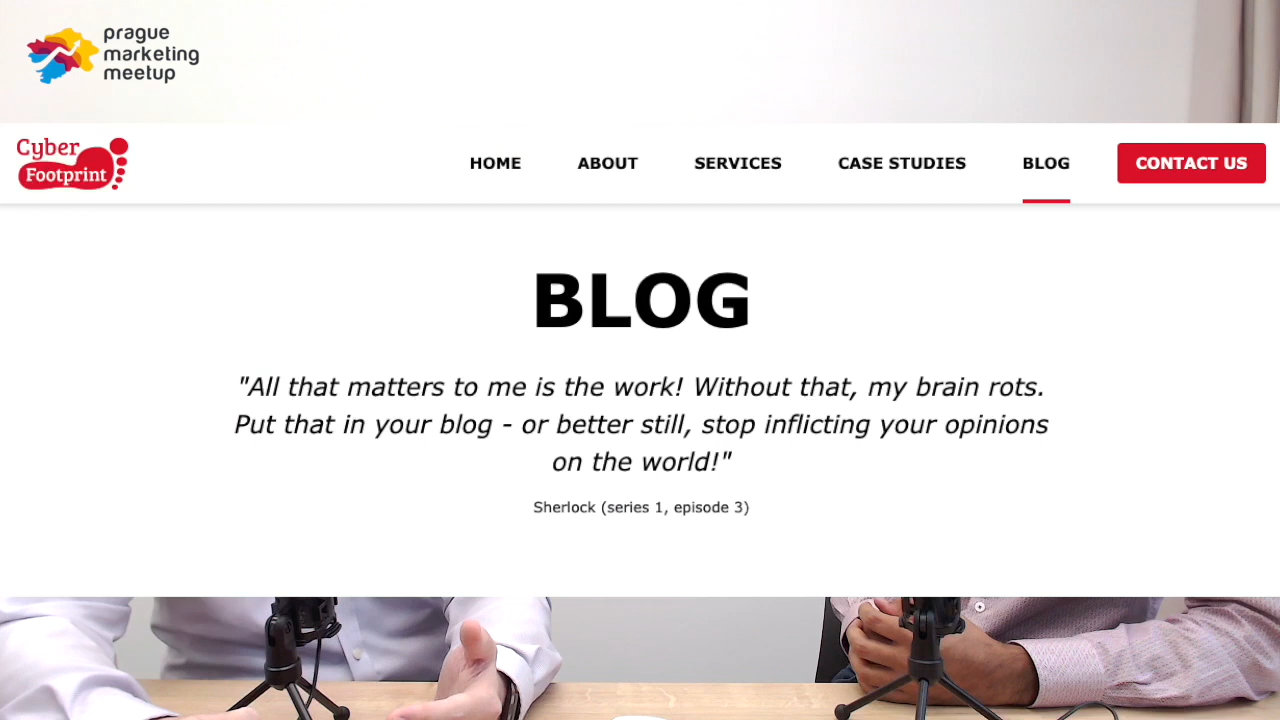 prague
marketing
meetup
Cyber
Footprint
HOME ABOUT SERVICES CASE STUDIES BLOG CONTACT US
BLOG
"All that matters to me is the work! Without that, my brain rots.
Put that in your blog - or better still, stop inflicting your opinions
on the world!"
Sherlock (series 1, episode 3)